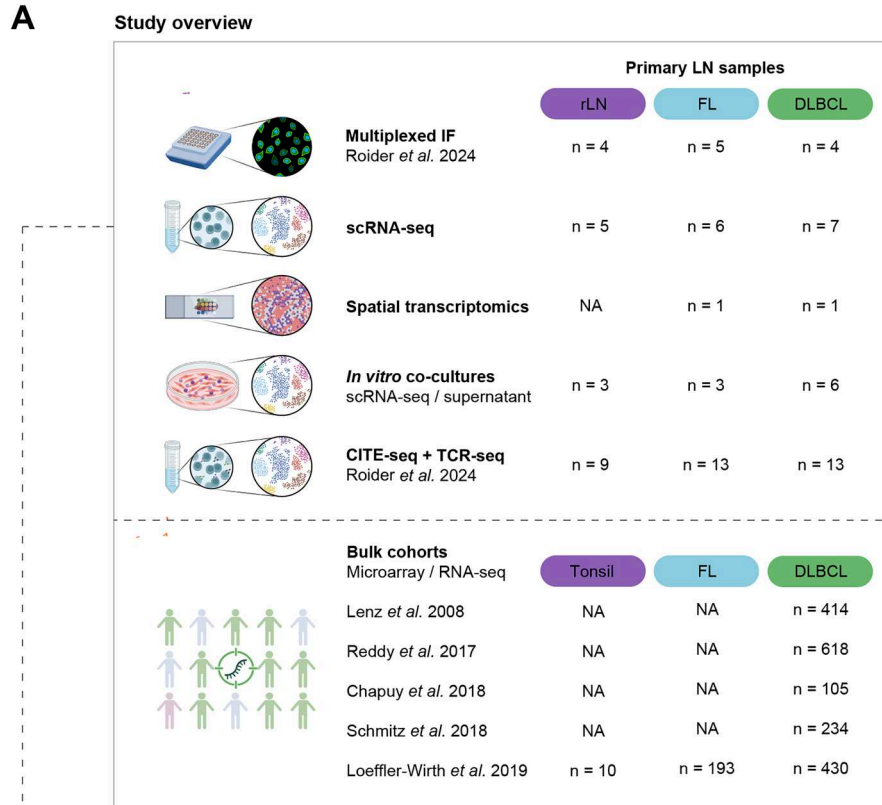 A
Study overview
Primary LN samples
rLN FL DLBCL
Multiplexed IF
Roider et al. 2024
n = 4 n = 5 n = 4
scRNA-seq
n = 5 n = 6 n = 7
Spatial transcriptomics
NA n = 1 n = 1
In vitro co-cultures
scRNA-seq / supernatant
n = 3 n = 3 n = 6
CITE-seq + TCR-seq
Roider et al. 2024
n = 9 n = 13 n = 13
Bulk cohorts
Microarray / RNA-seq
Tonsil FL DLBCL
Lenz et al. 2008 NA NA n = 414
Reddy et al. 2017 NA NA n = 618
Chapuy et al. 2018 NA NA n = 105
Schmitz et al. 2018 NA NA n = 234
Loeffler-Wirth et al. 2019 n = 10 n = 193 n = 430